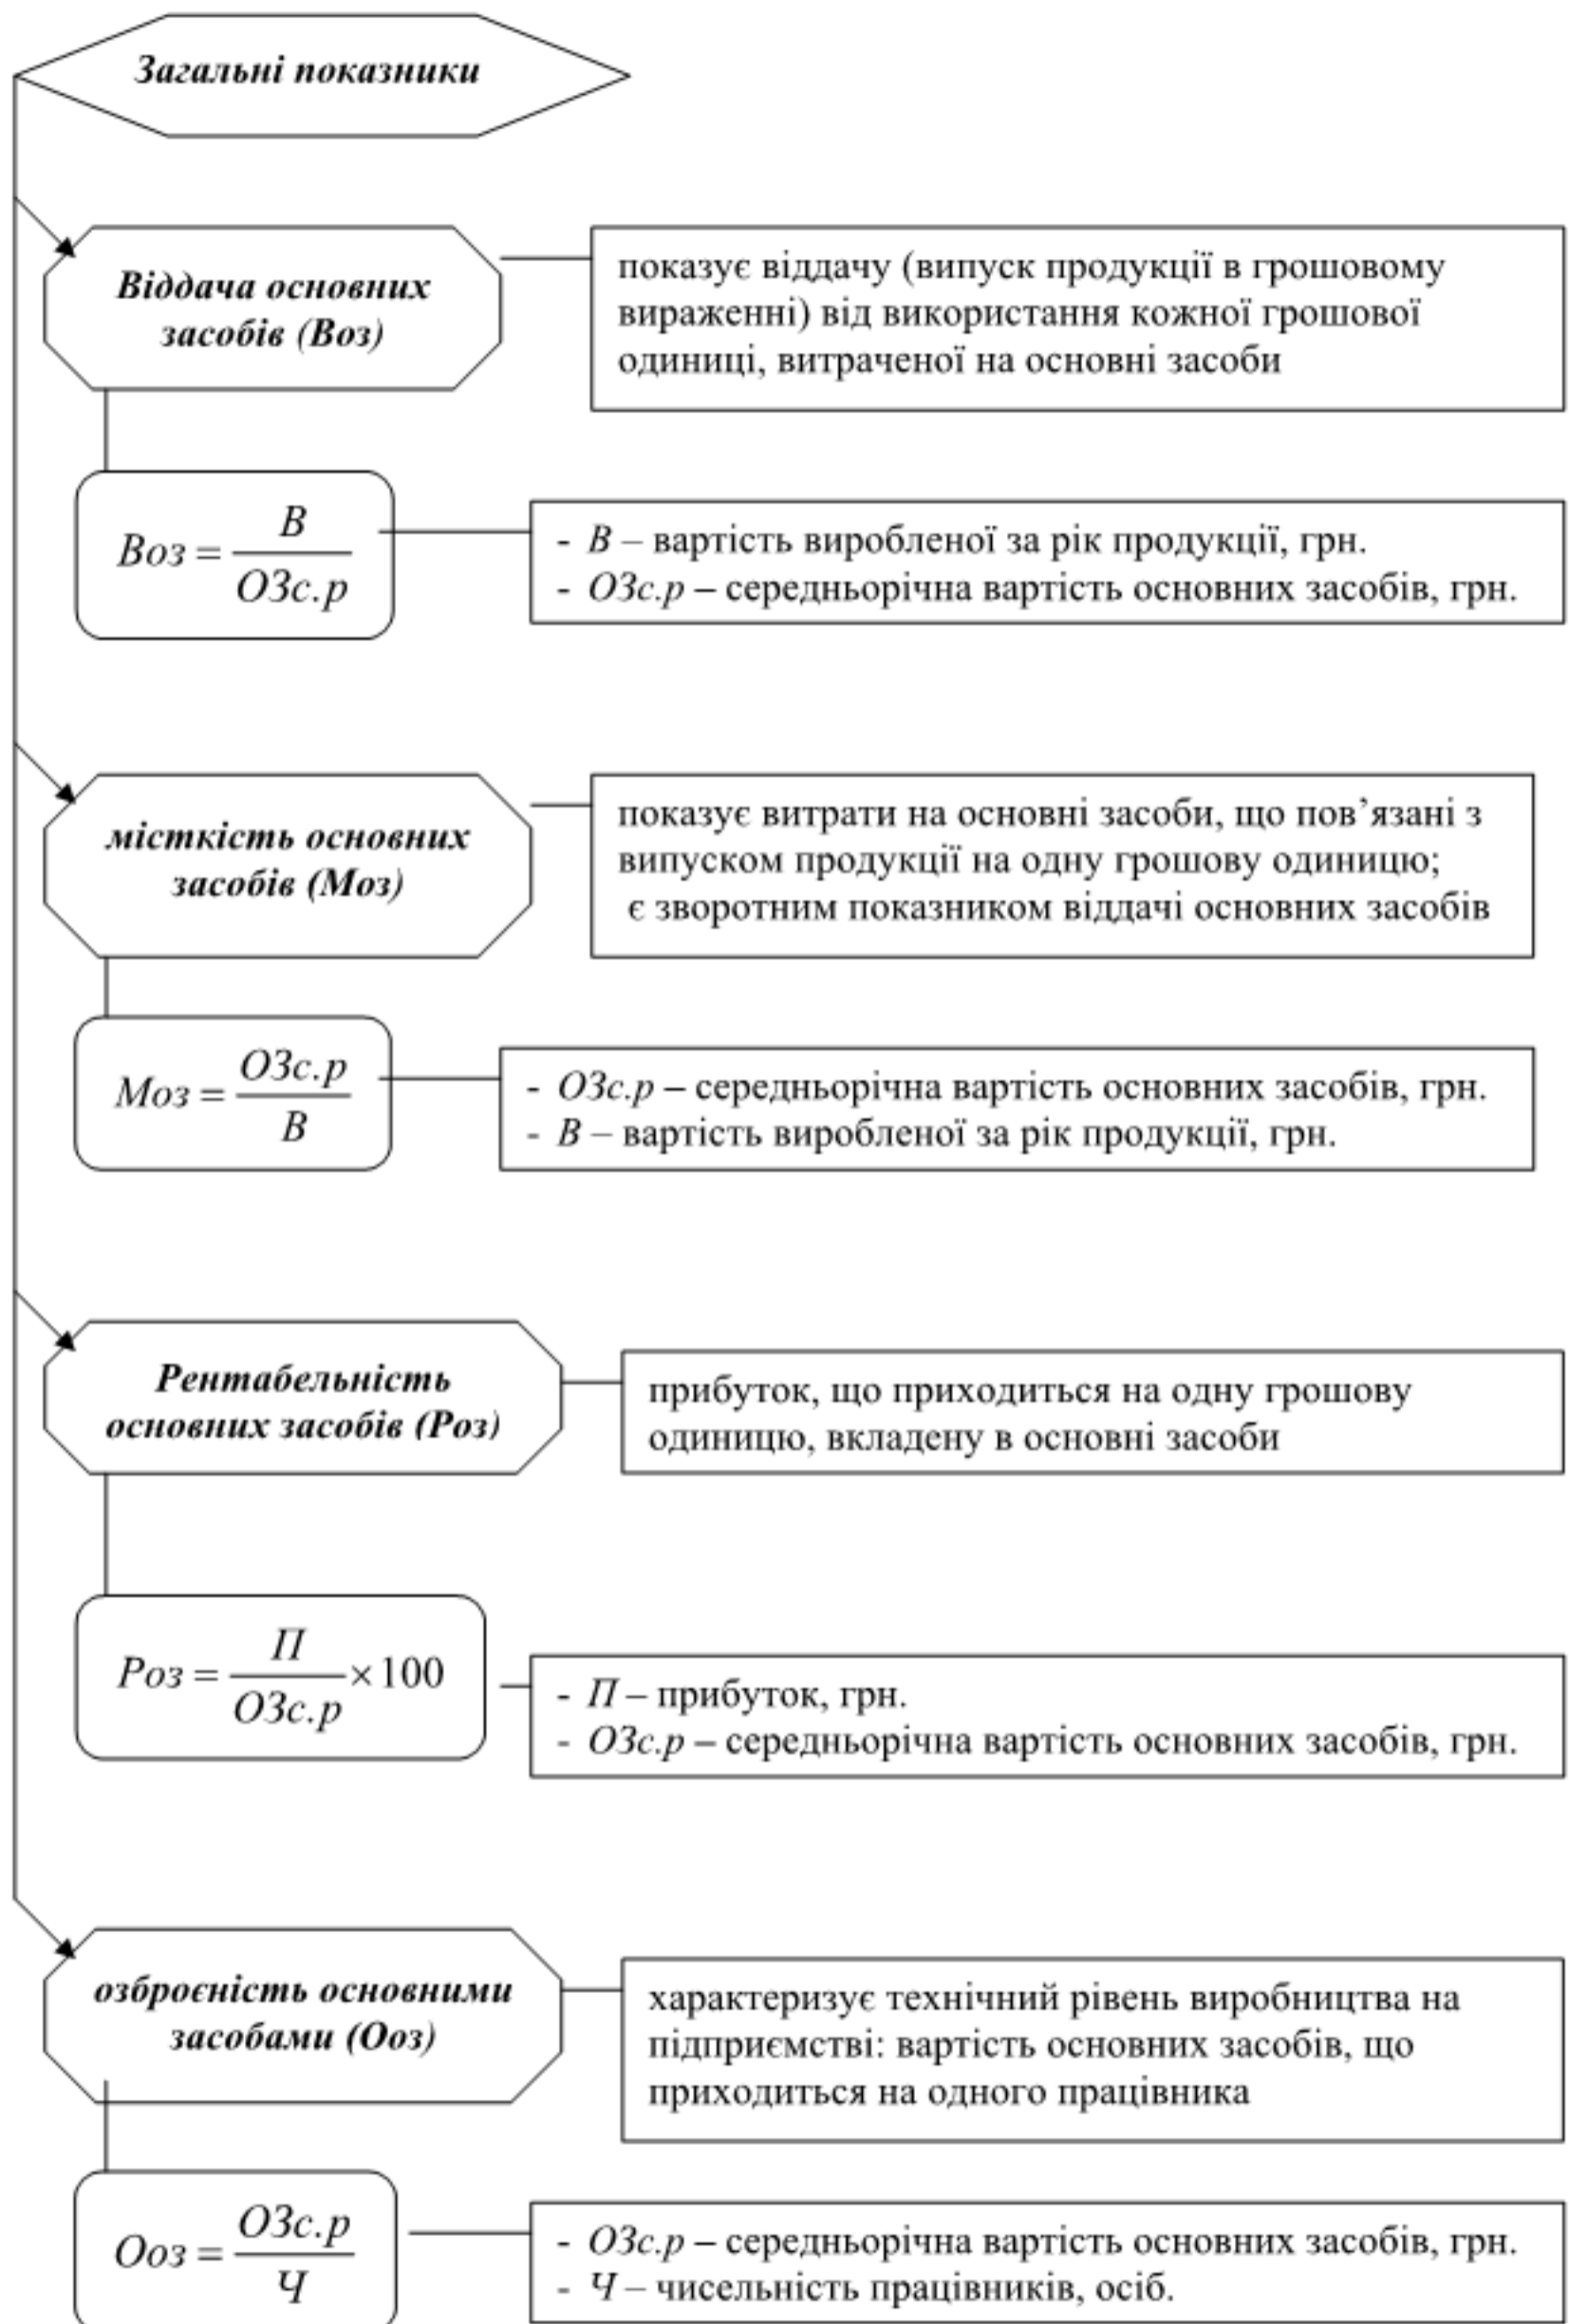 Загальні показники
Віддача основних
засобів (Воз)
показує віддачу (випуск продукції в грошовому
вираженні) від використання кожної грошової
одиниці, витраченої на основні засоби
Воз = В / ОЗс.р
- В – вартість виробленої за рік продукції, грн.
- ОЗс.р – середньорічна вартість основних засобів, грн.
місткість основних
засобів (Моз)
показує витрати на основні засоби, що пов’язані з
випуском продукції на одну грошову одиницю;
є зворотним показником віддачі основних засобів
Моз = ОЗс.р / В
- ОЗс.р – середньорічна вартість основних засобів, грн.
- В – вартість виробленої за рік продукції, грн.
Рентабельність
основних засобів (Роз)
прибуток, що приходиться на одну грошову
одиницю, вкладену в основні засоби
Роз = П / ОЗс.р × 100
- П – прибуток, грн.
- ОЗс.р – середньорічна вартість основних засобів, грн.
озброєність основними
засобами (Ооз)
характеризує технічний рівень виробництва на
підприємстві: вартість основних засобів, що
приходиться на одного працівника
Ооз = ОЗс.р / Ч
- ОЗс.р – середньорічна вартість основних засобів, грн.
- Ч – чисельність працівників, осіб.